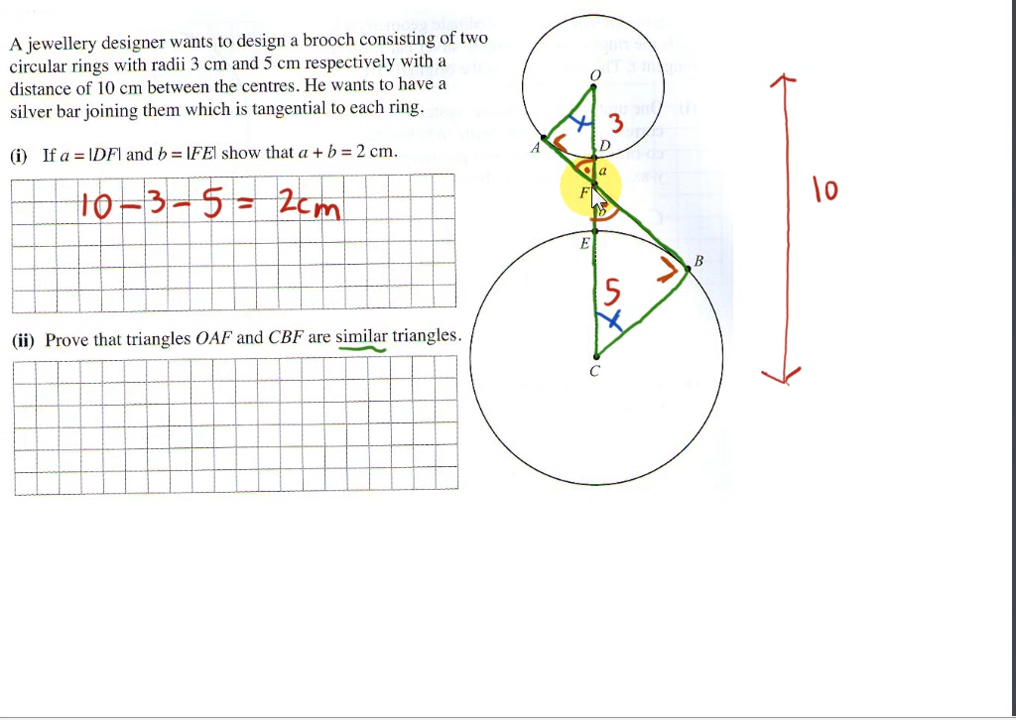 A jewellery designer wants to design a brooch consisting of two
circular rings with radii 3 cm and 5 cm respectively with a
distance of 10 cm between the centres. He wants to have a
silver bar joining them which is tangential to each ring.
(i) If a = |DF| and b = |FE| show that a + b = 2 cm.
10 - 3 - 5 = 2cm
(ii) Prove that triangles OAF and CBF are similar triangles.
O
x 3
A
D
a
F
b
E
B
5
x
C
10